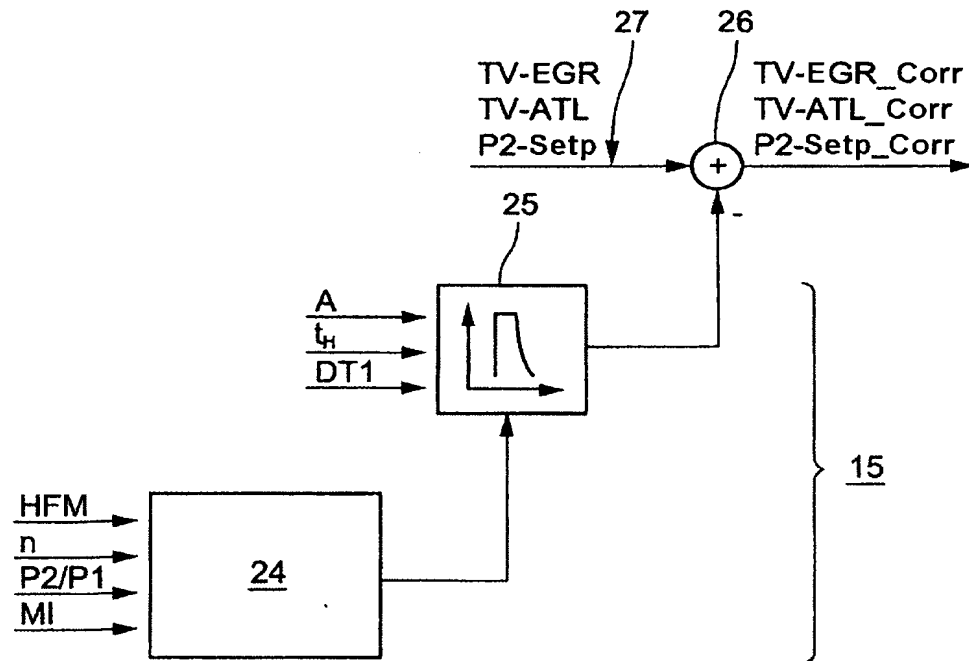 27
26
TV-EGR
TV-ATL
P2-Setp
TV-EGR_Corr
TV-ATL_Corr
P2-Setp_Corr
+
-
25
A
tH
DT1
15
HFM
n
P2/P1
MI
24